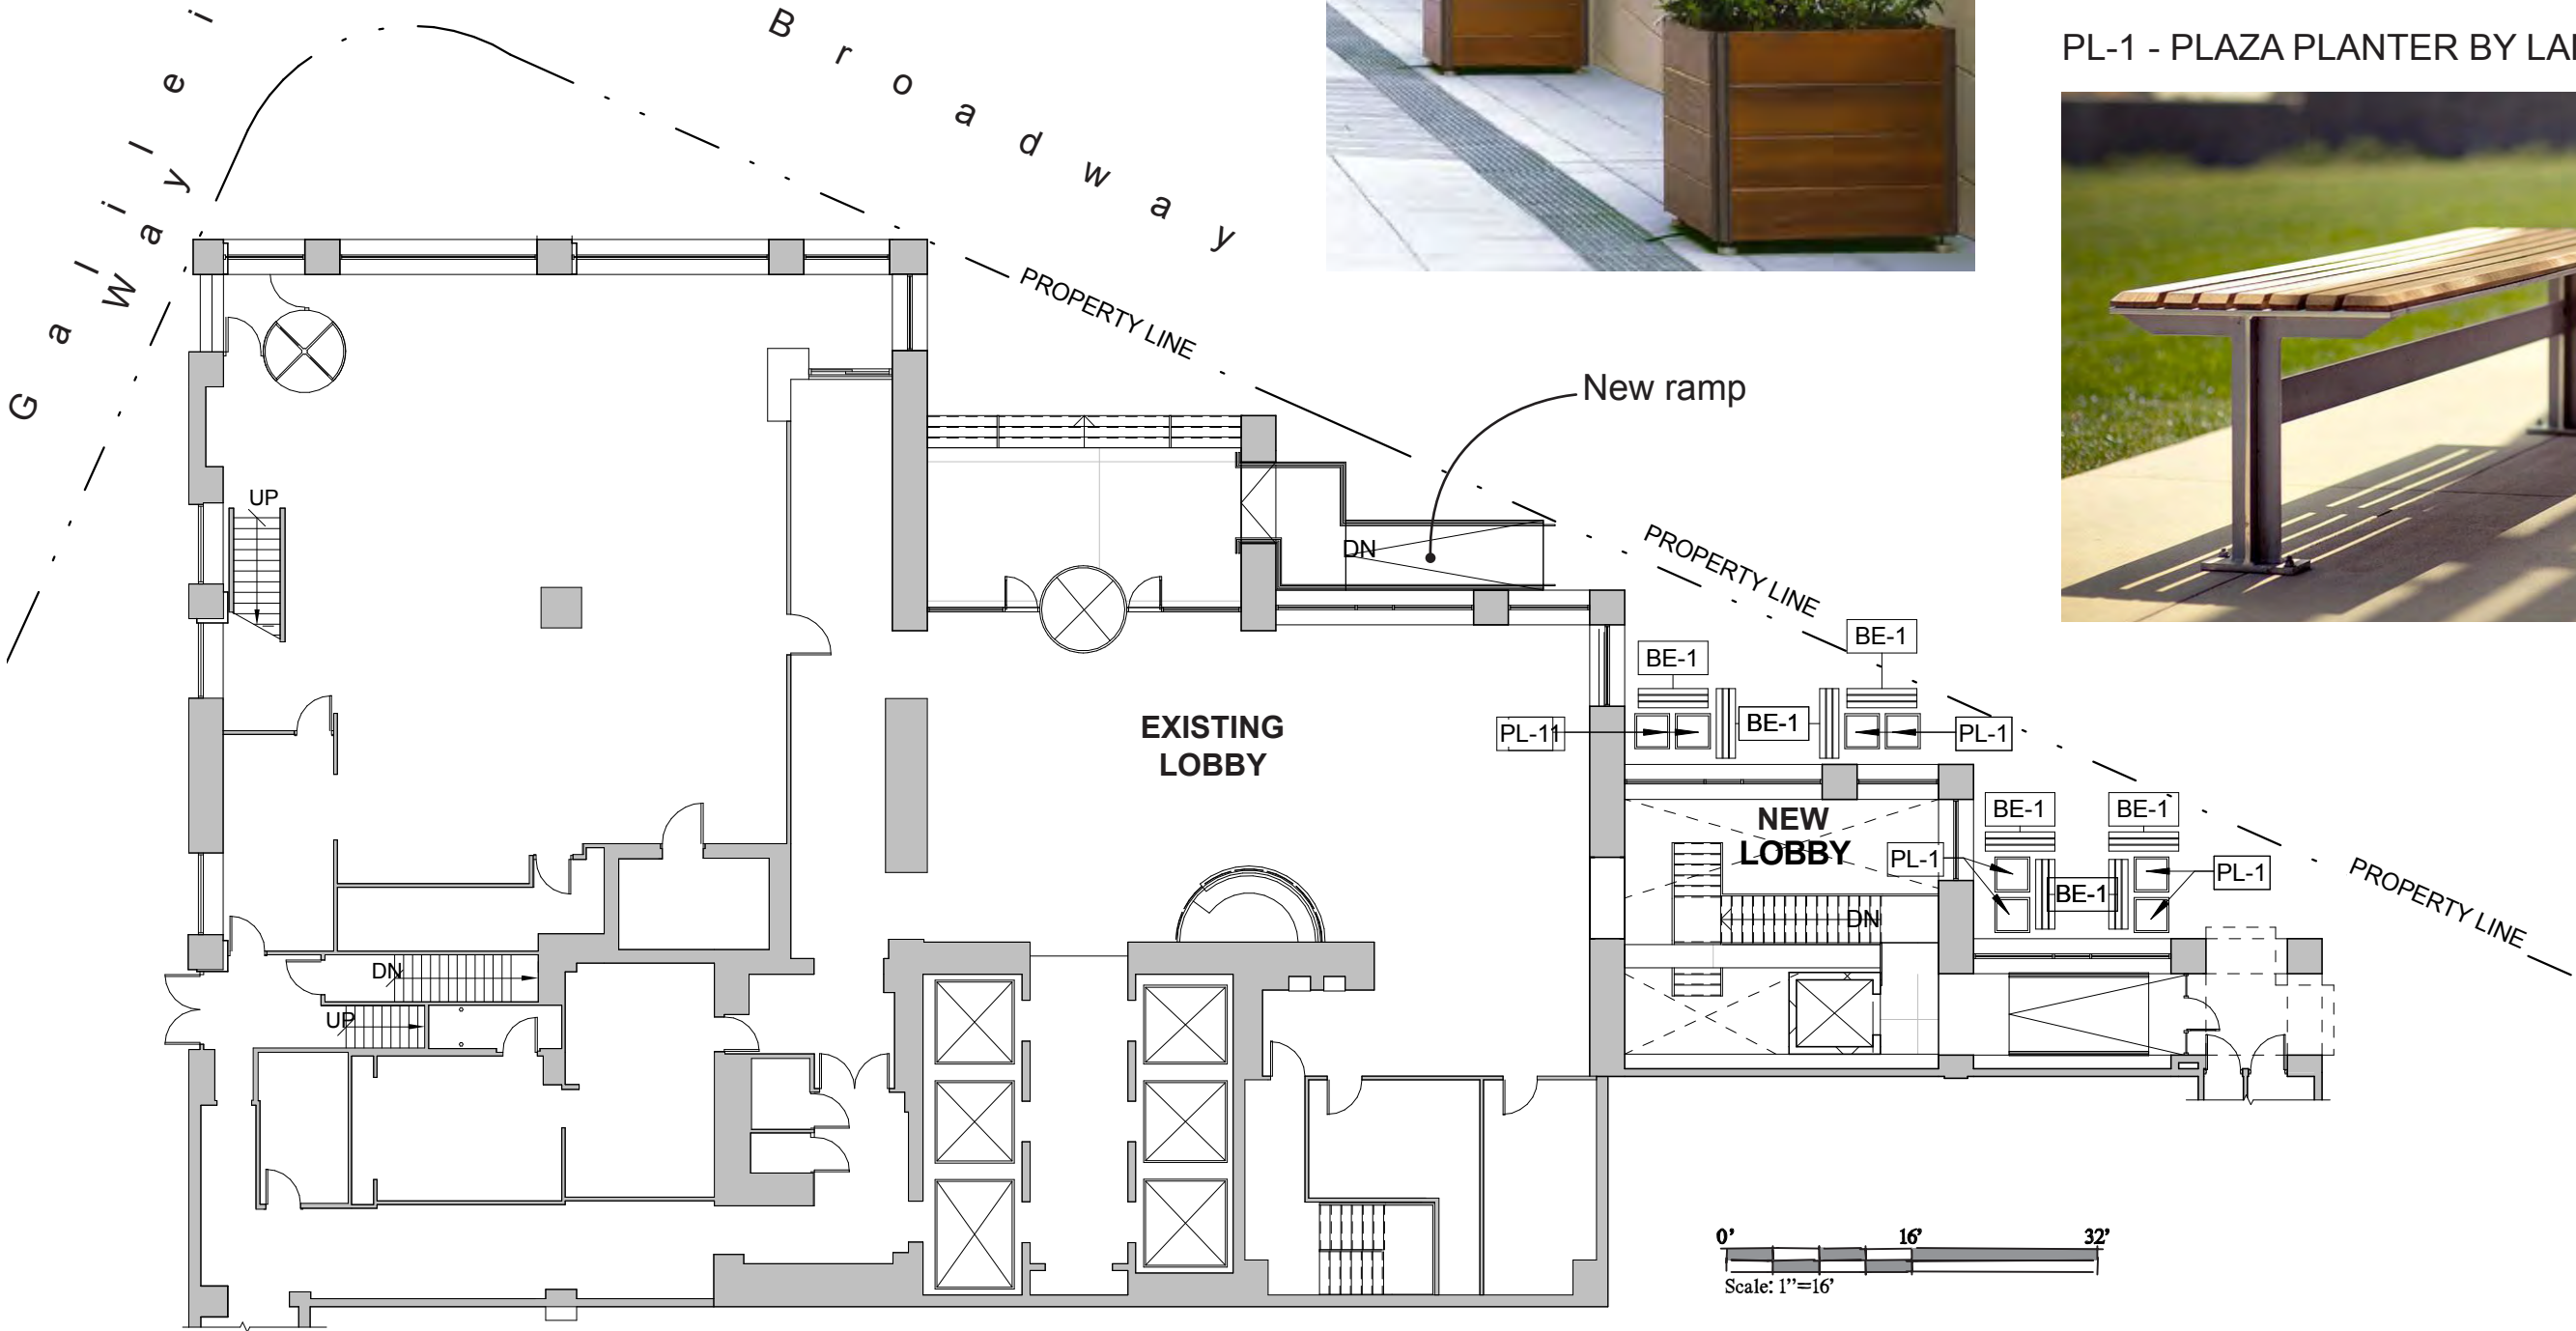 Galilei
Way
Broadway
PL-1 - PLAZA PLANTER BY LA
PROPERTY LINE
New ramp
UP
DN
PROPERTY LINE
BE-1
BE-1
EXISTING
LOBBY
PL-11
BE-1
PL-1
NEW
LOBBY
BE-1
BE-1
PL-1
BE-1
PL-1
PROPERTY LINE
DN
DN
UP
0' 16' 32'
Scale: 1”=16'